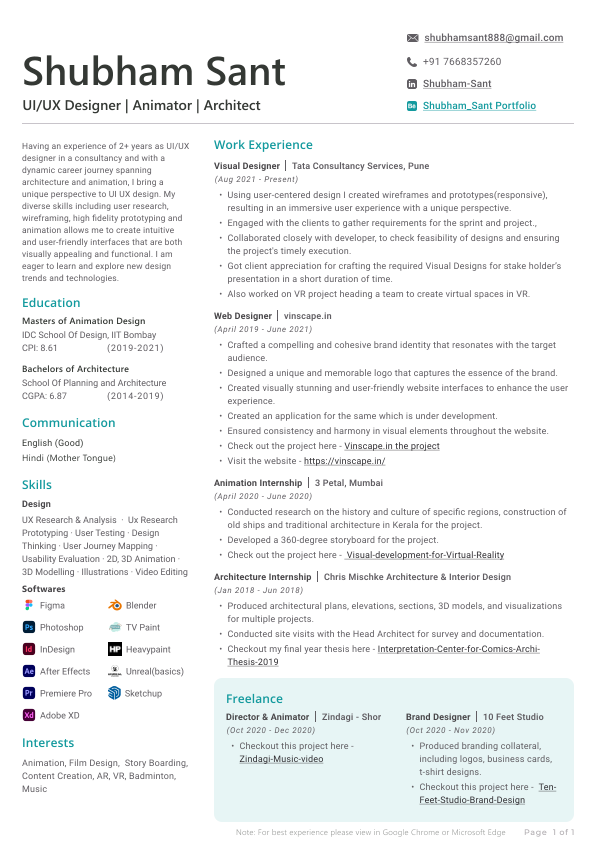 Shubham Sant
UI/UX Designer | Animator | Architect
shubhamsant888@gmail.com
+91 7668357260
Shubham-Sant
Shubham_Sant Portfolio
Having an experience of 2+ years as UI/UX
designer in a consultancy and with a
dynamic career journey spanning
architecture and animation, I bring a
unique perspective to UI UX design. My
diverse skills including user research,
wireframing, high fidelity prototyping and
animation allows me to create intuitive
and user-friendly interfaces that are both
visually appealing and functional. I am
eager to learn and explore new design
trends and technologies.
Education
Masters of Animation Design
IDC School Of Design, IIT Bombay
CPI: 8.61 (2019-2021)
Bachelors of Architecture
School Of Planning and Architecture
CGPA: 6.87 (2014-2019)
Communication
English (Good)
Hindi (Mother Tongue)
Skills
Design
UX Research & Analysis · Ux Research
Prototyping · User Testing · Design
Thinking · User Journey Mapping ·
Usability Evaluation · 2D, 3D Animation ·
3D Modelling · Illustrations · Video Editing
Softwares
Figma
Blender
Ps Photoshop
TV Paint
Id InDesign
HP Heavypaint
Ae After Effects
Unreal(basics)
Pr Premiere Pro
Sketchup
Xd Adobe XD
Interests
Animation, Film Design, Story Boarding,
Content Creation, AR, VR, Badminton,
Music
Work Experience
Visual Designer | Tata Consultancy Services, Pune
(Aug 2021 - Present)
• Using user-centered design I created wireframes and prototypes(responsive),
resulting in an immersive user experience with a unique perspective.
• Engaged with the clients to gather requirements for the sprint and project.,
• Collaborated closely with developer, to check feasibility of designs and ensuring
the project's timely execution.
• Got client appreciation for crafting the required Visual Designs for stake holder's
presentation in a short duration of time.
• Also worked on VR project heading a team to create virtual spaces in VR.
Web Designer | vinscape.in
(April 2019 - June 2021)
• Crafted a compelling and cohesive brand identity that resonates with the target
audience.
• Designed a unique and memorable logo that captures the essence of the brand.
• Created visually stunning and user-friendly website interfaces to enhance the user
experience.
• Created an application for the same which is under development.
• Ensured consistency and harmony in visual elements throughout the website.
• Check out the project here - Vinscape.in the project
• Visit the website - https://vinscape.in/
Animation Internship | 3 Petal, Mumbai
(April 2020 - June 2020)
• Conducted research on the history and culture of specific regions, construction of
old ships and traditional architecture in Kerala for the project.
• Developed a 360-degree storyboard for the project.
• Check out the project here - Visual-development-for-Virtual-Reality
Architecture Internship | Chris Mischke Architecture & Interior Design
(Jan 2018 - Jun 2018)
• Produced architectural plans, elevations, sections, 3D models, and visualizations
for multiple projects.
• Conducted site visits with the Head Architect for survey and documentation.
• Checkout my final year thesis here - Interpretation-Center-for-Comics-Archi-
Thesis-2019
Freelance
Director & Animator | Zindagi - Shor
(Oct 2020 - Dec 2020)
• Checkout this project here -
Zindagi-Music-video
Brand Designer | 10 Feet Studio
(Oct 2020 - Nov 2020)
• Produced branding collateral,
including logos, business cards,
t-shirt designs.
• Checkout this project here - Ten-
Feet-Studio-Brand-Design
Note: For best experience please view in Google Chrome or Microsoft Edge Page 1 of 1